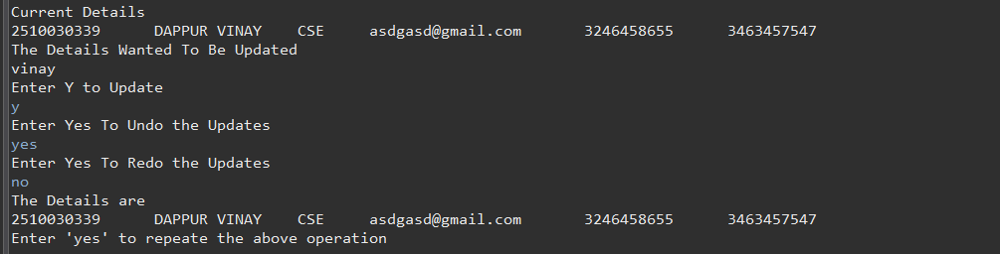 Current Details
2510030339 DAPPUR VINAY CSE asdgasd@gmail.com 3246458655 3463457547
The Details Wanted To Be Updated
vinay
Enter Y to Update
y
Enter Yes To Undo the Updates
yes
Enter Yes To Redo the Updates
no
The Details are
2510030339 DAPPUR VINAY CSE asdgasd@gmail.com 3246458655 3463457547
Enter 'yes' to repeate the above operation